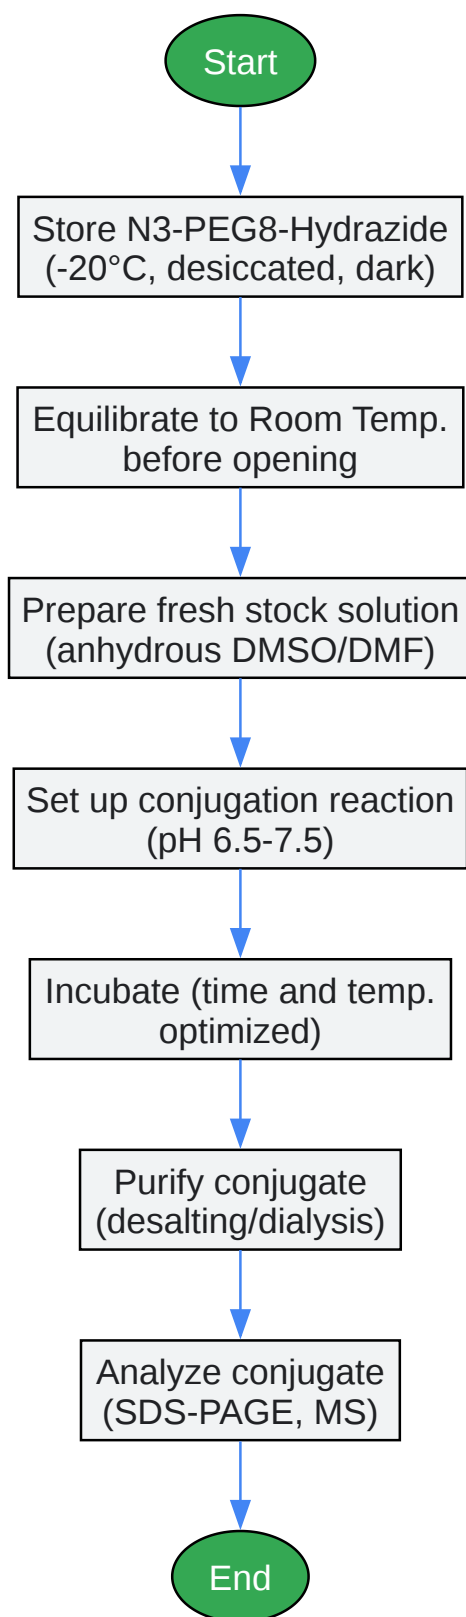 Start
Store N3-PEG8-Hydrazide
(-20°C, desiccated, dark)
Equilibrate to Room Temp.
before opening
Prepare fresh stock solution
(anhydrous DMSO/DMF)
Set up conjugation reaction
(pH 6.5-7.5)
Incubate (time and temp.
optimized)
Purify conjugate
(desalting/dialysis)
Analyze conjugate
(SDS-PAGE, MS)
End